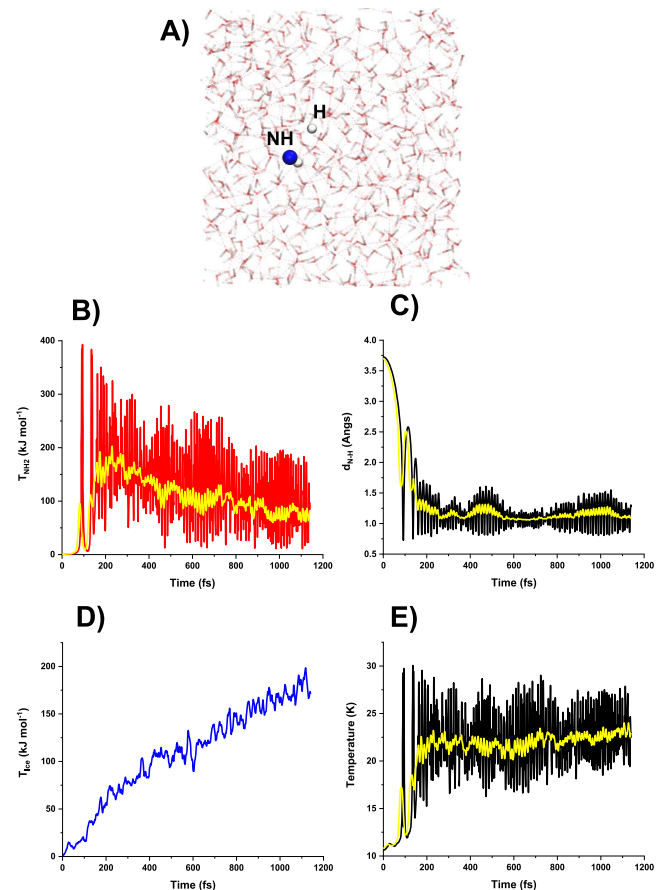 A)
H
NH
B)
400
300
200
100
0
T_NH2 (kJ mol⁻¹)
0 200 400 600 800 1000 1200
Time (fs)
C)
4.0
3.5
3.0
2.5
2.0
1.5
1.0
0.5
d_N-H (Angs)
0 200 400 600 800 1000 1200
Time (fs)
D)
200
150
100
50
0
T_Ice (kJ mol⁻¹)
0 200 400 600 800 1000 1200
Time (fs)
E)
30
25
20
15
10
Temperature (K)
0 200 400 600 800 1000 1200
Time (fs)